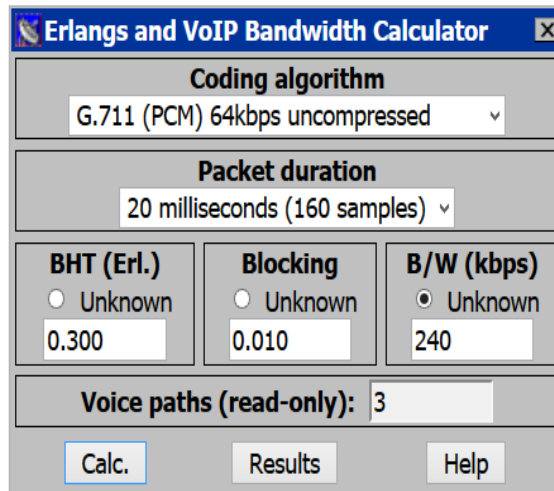 Erlangs and VoIP Bandwidth Calculator
Coding algorithm
G.711 (PCM) 64kbps uncompressed
Packet duration
20 milliseconds (160 samples)
BHT (Erl.) Blocking B/W (kbps)
Unknown Unknown Unknown
0.300 0.010 240
Voice paths (read-only): 3
Calc. Results Help